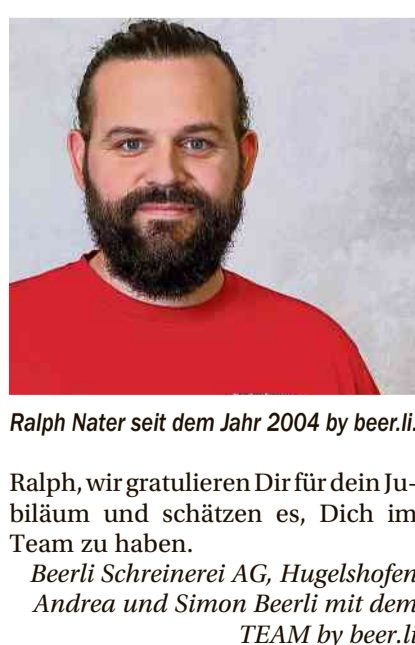 Ralph Nater seit dem Jahr 2004 by beer.li.
Ralph, wir gratulieren Dir für dein Ju-
biläum und schätzen es, Dich im
Team zu haben.
Beerli Schreinerei AG, Hugelshofen
Andrea und Simon Beerli mit dem
TEAM by beer.li